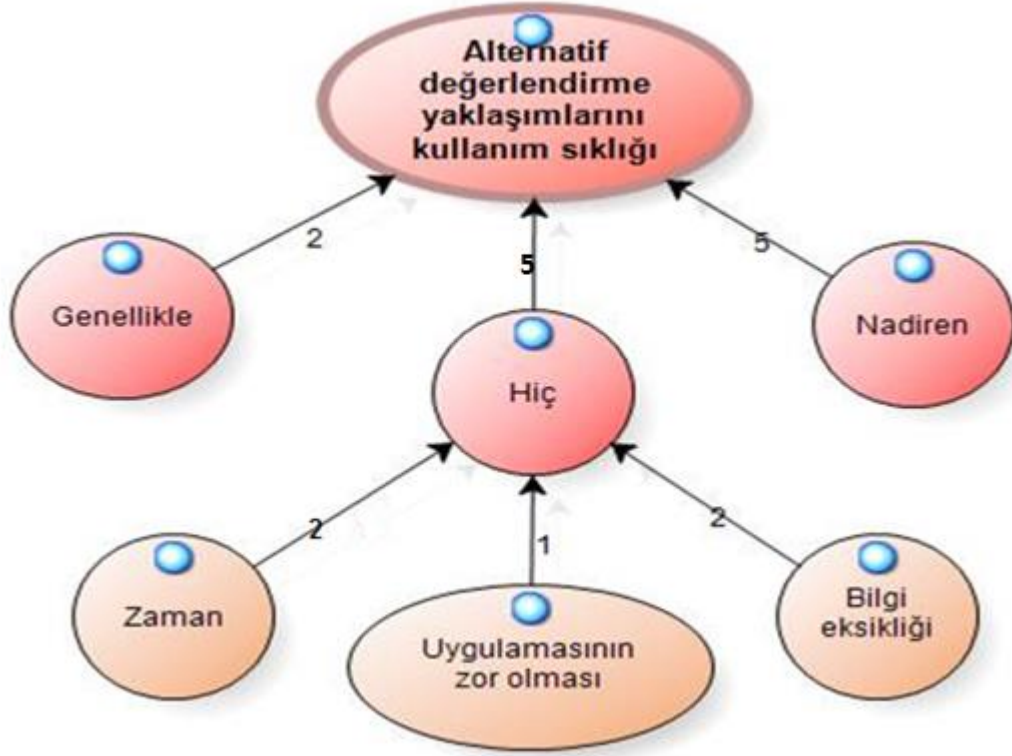 Alternatif
değerlendirme
yaklaşımlarını
kullanım sıklığı
2
5
5
Genellikle
Hiç
Nadiren
2
1
2
Zaman
Uygulamasının
zor olması
Bilgi
eksikliği